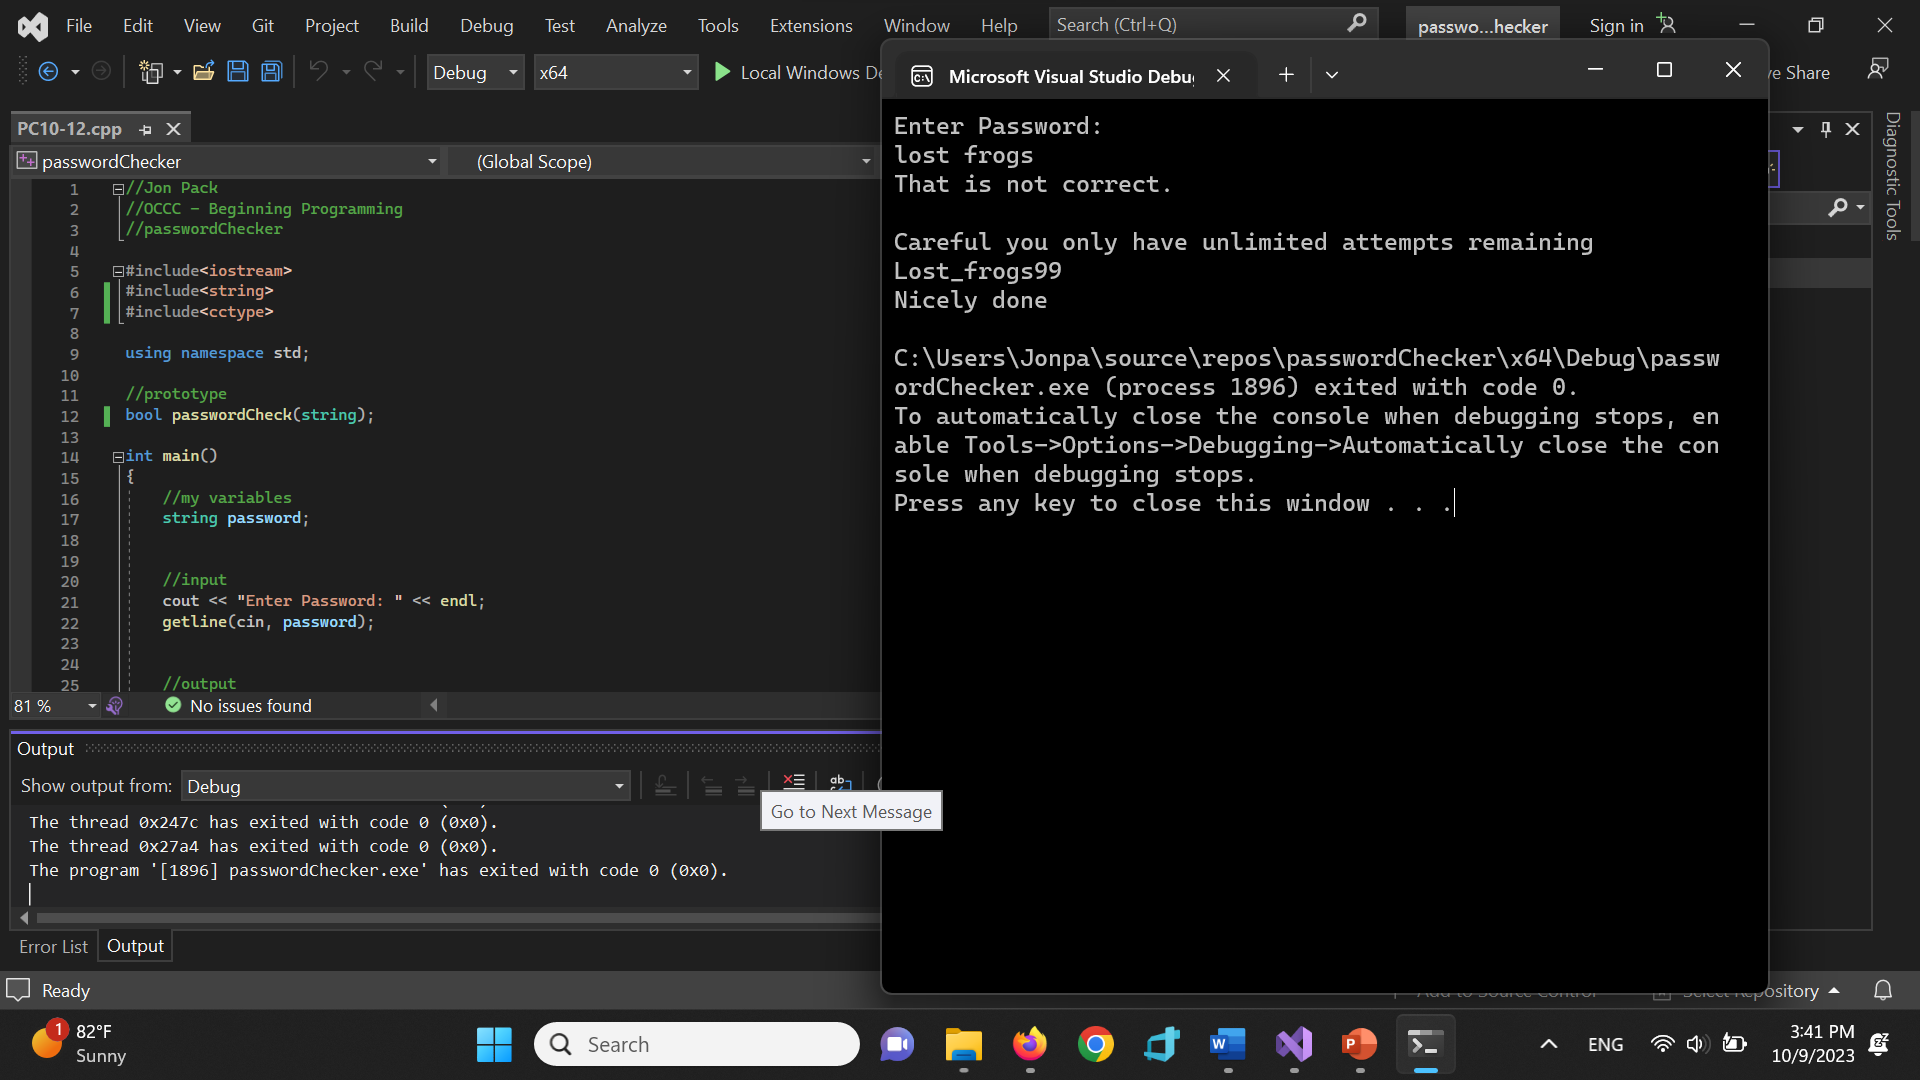 File Edit View Git Project Build Debug Test Analyze Tools Extensions Window Help Search (Ctrl+Q) passwo...hecker Sign in
Debug x64 Local Windows De
ve Share
PC10-12.cpp
passwordChecker (Global Scope)
1 //Jon Pack
2 //OCCC - Beginning Programming
3 //passwordChecker
4
5 #include<iostream>
6 #include<string>
7 #include<cctype>
8
9 using namespace std;
10
11 //prototype
12 bool passwordCheck(string);
13
14 int main()
15 {
16 //my variables
17 string password;
18
19
20 //input
21 cout << "Enter Password: " << endl;
22 getline(cin, password);
23
24
25 //output
81 % No issues found
Output
Show output from: Debug
Go to Next Message
The thread 0x247c has exited with code 0 (0x0).
The thread 0x27a4 has exited with code 0 (0x0).
The program '[1896] passwordChecker.exe' has exited with code 0 (0x0).
Error List Output
Microsoft Visual Studio Debug
Enter Password:
lost frogs
That is not correct.
Careful you only have unlimited attempts remaining
Lost_frogs99
Nicely done
C:\Users\Jonpa\source\repos\passwordChecker\x64\Debug\passw
ordChecker.exe (process 1896) exited with code 0.
To automatically close the console when debugging stops, en
able Tools->Options->Debugging->Automatically close the con
sole when debugging stops.
Press any key to close this window . . .
Diagnostic Tools
Ready Add to Source Control Select Repository
1 82°F
Sunny
Search
ENG
3:41 PM
10/9/2023